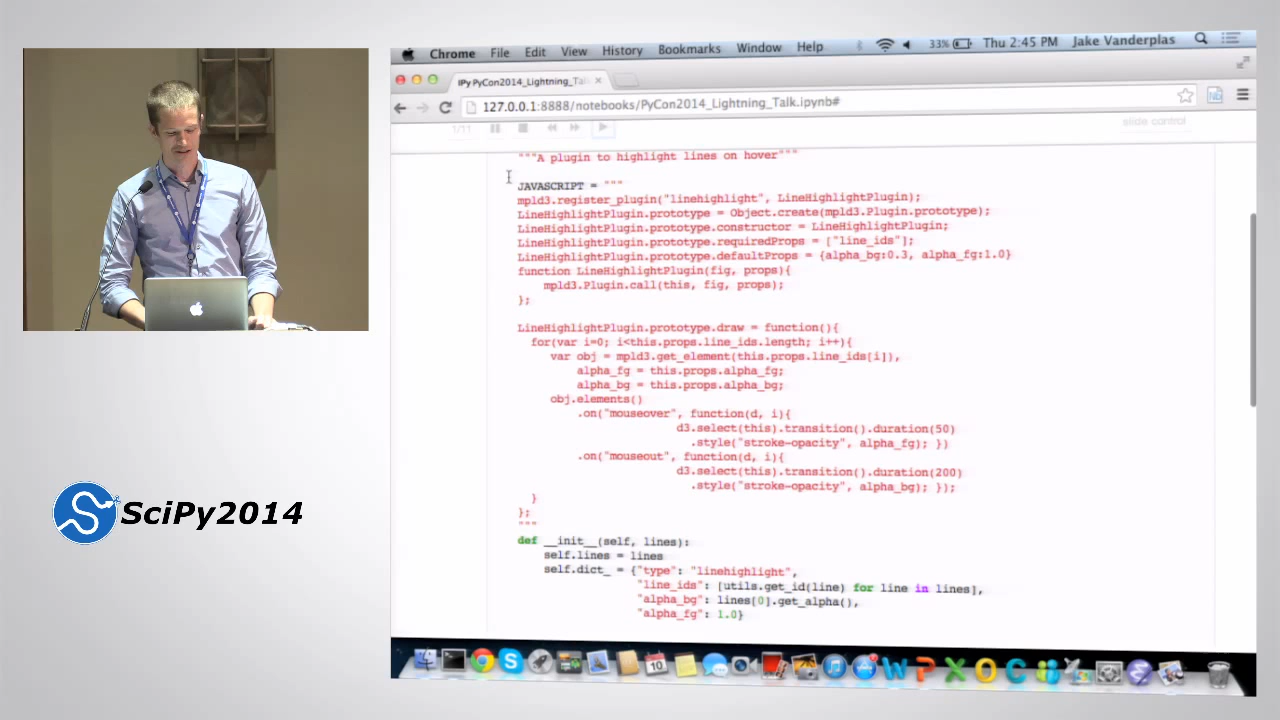 Chrome File Edit View History Bookmarks Window Help 33% Thu 2:45 PM Jake Vanderplas
IPy PyCon2014_Lightning_Tal
127.0.0.1:8888/notebooks/PyCon2014_Lightning_Talk.ipynb#
1/11 slide control
"""A plugin to highlight lines on hover"""
JAVASCRIPT = """
mpld3.register_plugin("linehighlight", LineHighlightPlugin);
LineHighlightPlugin.prototype = Object.create(mpld3.Plugin.prototype);
LineHighlightPlugin.prototype.constructor = LineHighlightPlugin;
LineHighlightPlugin.prototype.requiredProps = ["line_ids"];
LineHighlightPlugin.prototype.defaultProps = {alpha_bg:0.3, alpha_fg:1.0}
function LineHighlightPlugin(fig, props){
mpld3.Plugin.call(this, fig, props);
};
LineHighlightPlugin.prototype.draw = function(){
for(var i=0; i<this.props.line_ids.length; i++){
var obj = mpld3.get_element(this.props.line_ids[i]),
alpha_fg = this.props.alpha_fg;
alpha_bg = this.props.alpha_bg;
obj.elements()
.on("mouseover", function(d, i){
d3.select(this).transition().duration(50)
.style("stroke-opacity", alpha_fg); })
.on("mouseout", function(d, i){
d3.select(this).transition().duration(200)
.style("stroke-opacity", alpha_bg); });
}
};
"""
def __init__(self, lines):
self.lines = lines
self.dict_ = {"type": "linehighlight",
"line_ids": [utils.get_id(line) for line in lines],
"alpha_bg": lines[0].get_alpha(),
"alpha_fg": 1.0}
SciPy2014